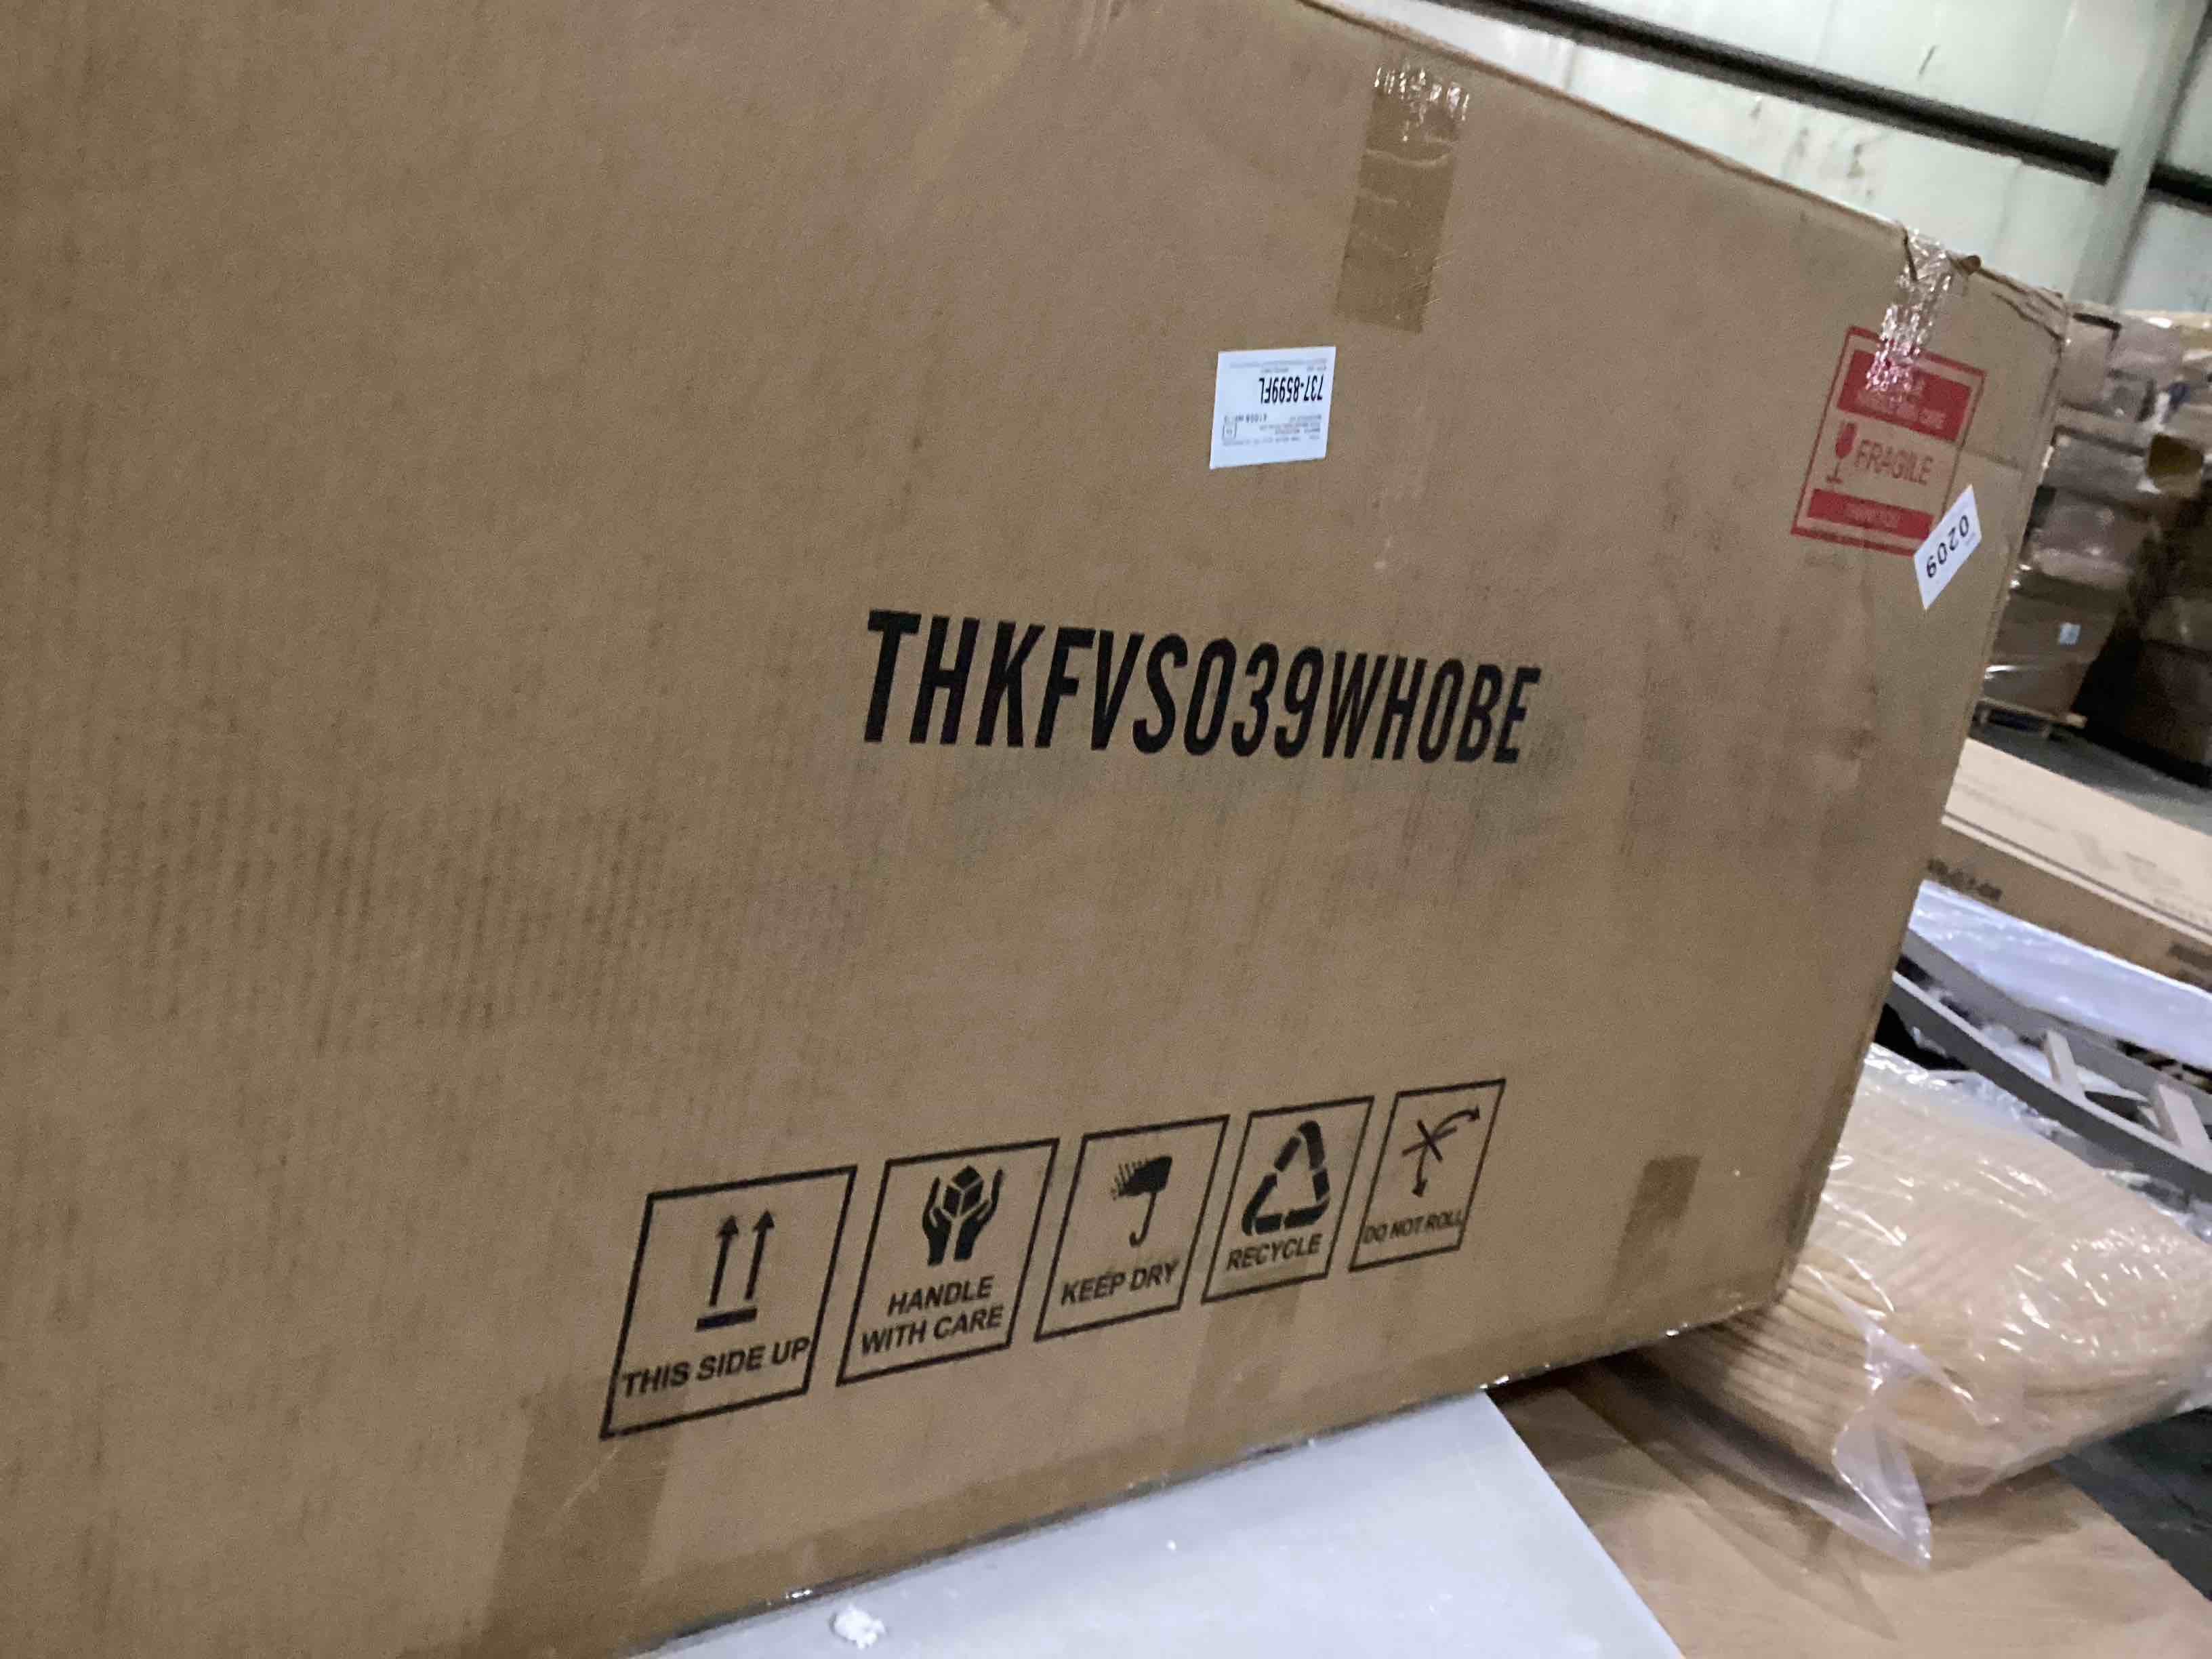 737-8599FL
FRAGILE
0209
THKFVS039WHOBE
THIS SIDE UP
HANDLE
WITH CARE
KEEP DRY
RECYCLE
DO NOT ROLL